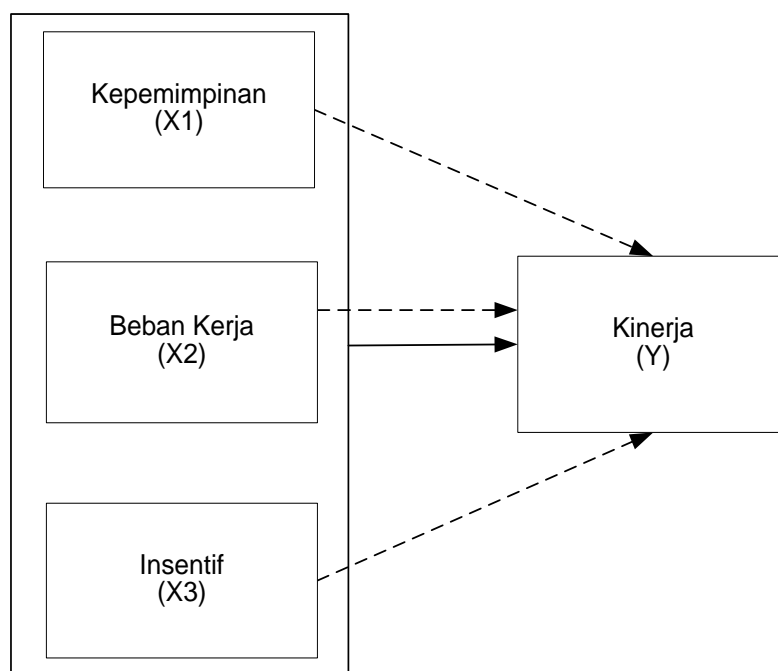 Kepemimpinan
(X1)
Beban Kerja
(X2)
Kinerja
(Y)
Insentif
(X3)